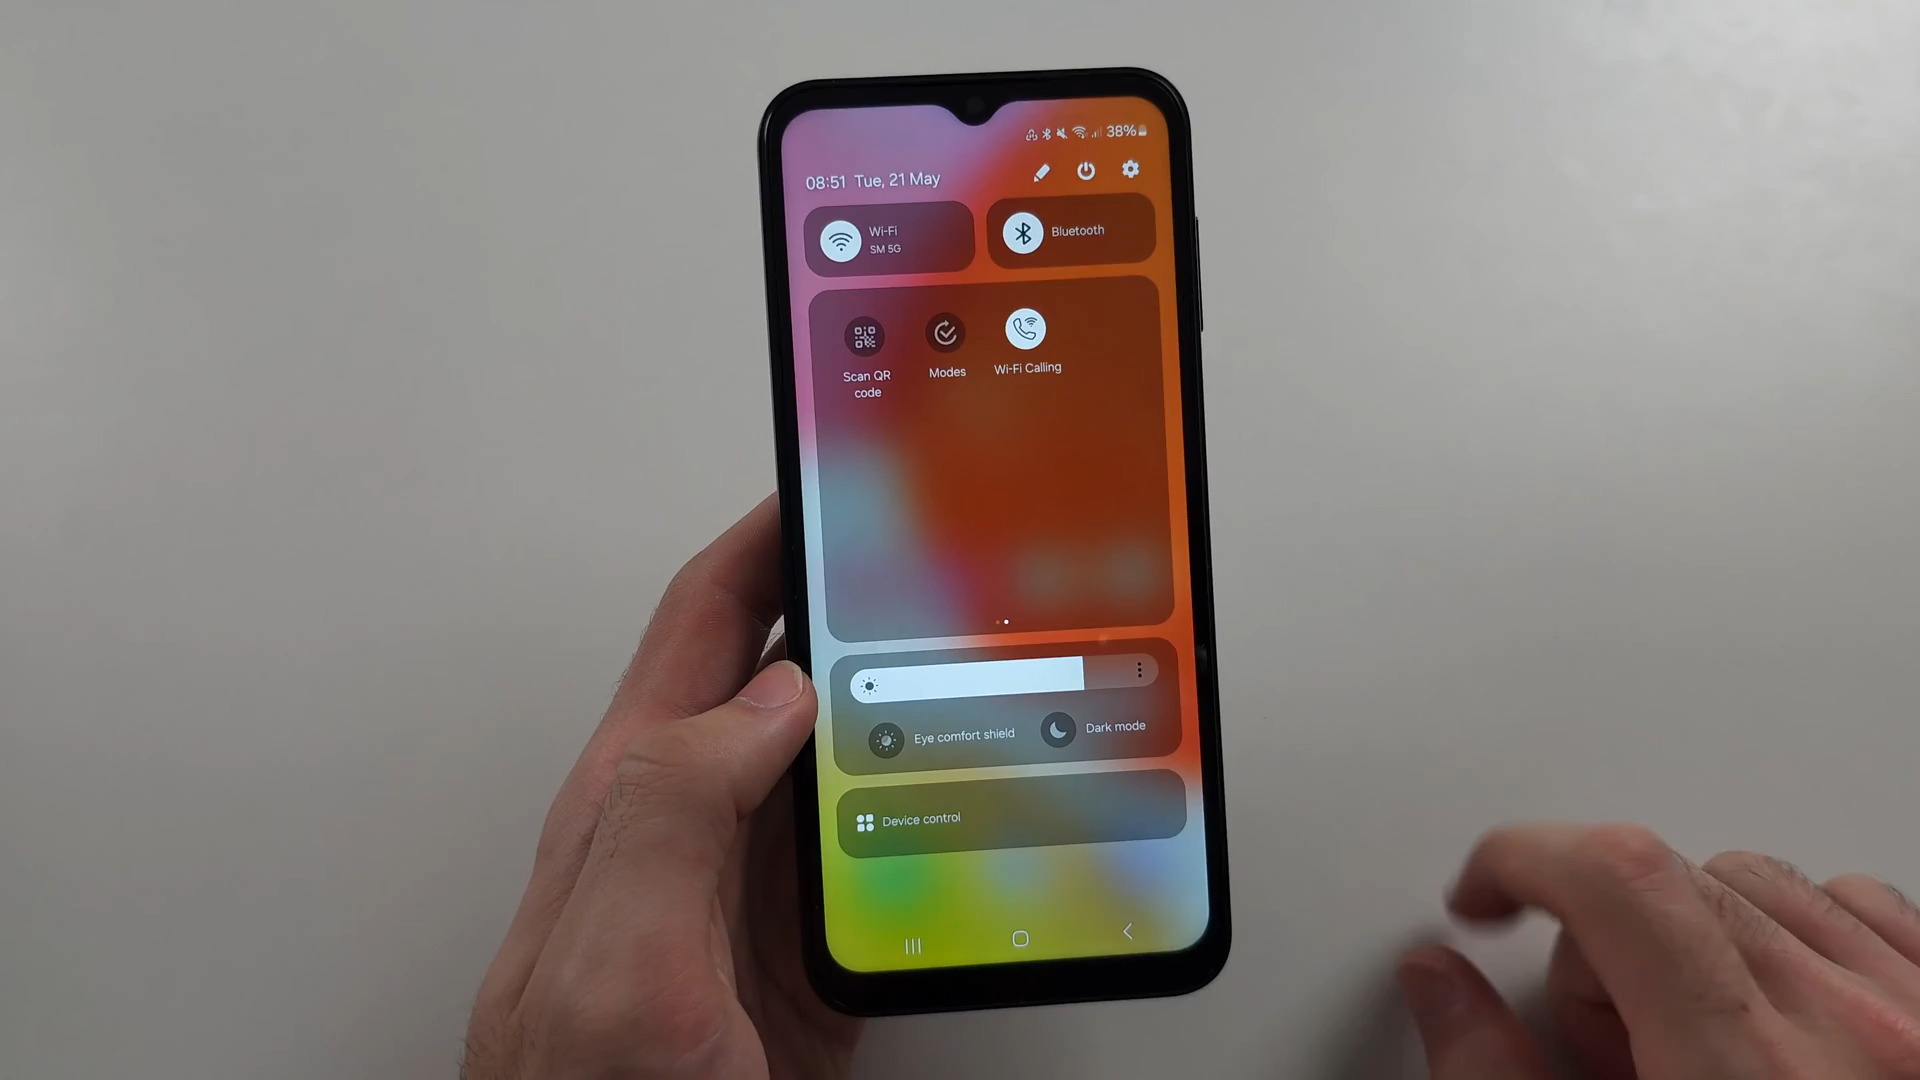 38%
08:51 Tue, 21 May
Wi-Fi
SM 5G
Bluetooth
Scan QR
code
Modes
Wi-Fi Calling
Eye comfort shield
Dark mode
Device control